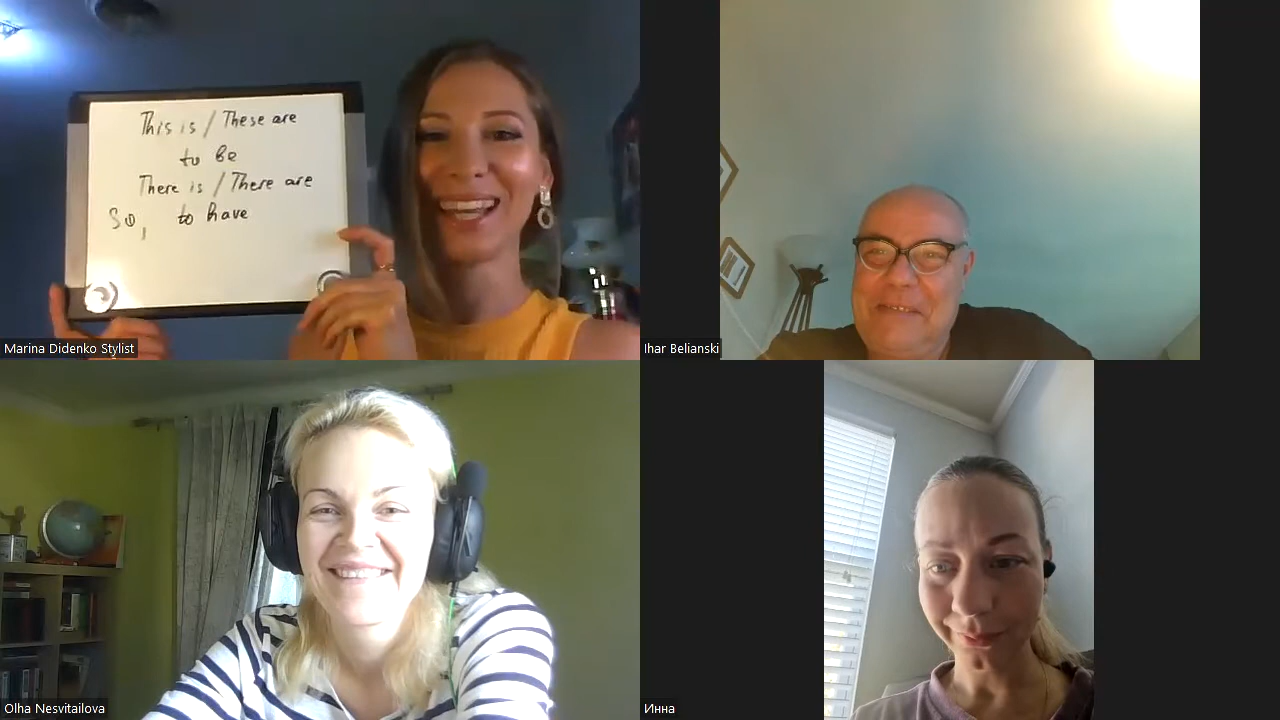 This is / These are
to be
There is / There are
So, to have
Marina Didenko Stylist
Ihar Belianski
Olha Nesvitailova
Инна